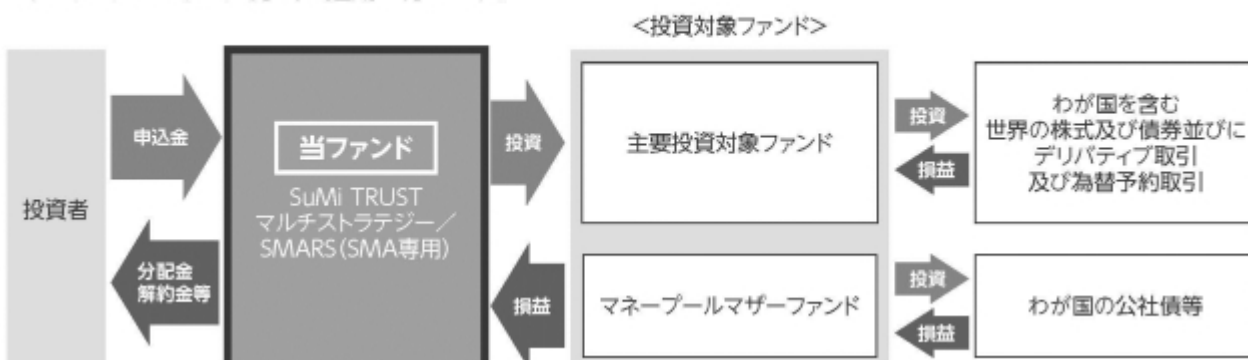 <投資対象ファンド>
投資者
申込金
分配金
解約金等
当ファンド
SuMi TRUST
マルチストラテジー／
SMARS(SMA専用)
投資
損益
主要投資対象ファンド
マネープールマザーファンド
投資
損益
わが国を含む
世界の株式及び債券並びに
デリバティブ取引
及び為替予約取引
投資
損益
わが国の公社債等